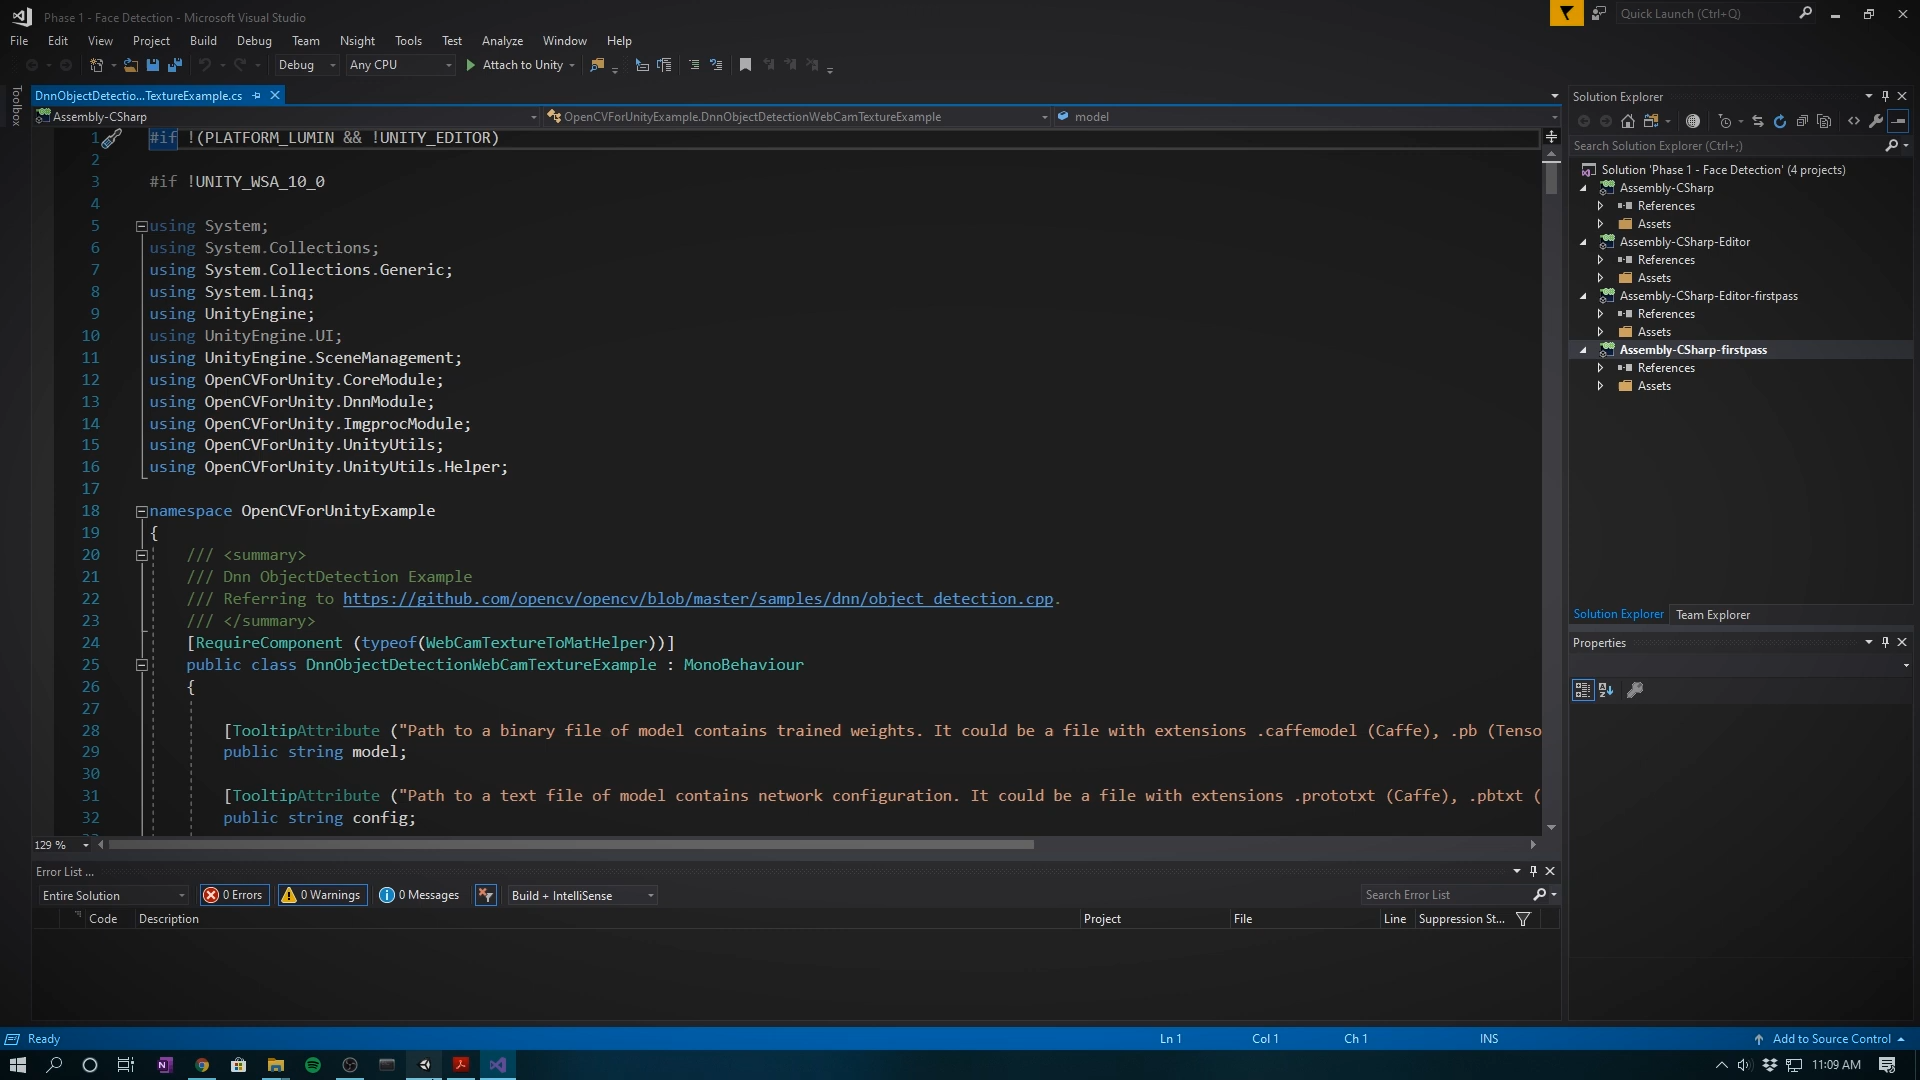 Phase 1 - Face Detection - Microsoft Visual Studio
Quick Launch (Ctrl+Q)
File Edit View Project Build Debug Team Nsight Tools Test Analyze Window Help
Debug Any CPU Attach to Unity
Toolbox
DnnObjectDetectio...TextureExample.cs
Assembly-CSharp OpenCVForUnityExample.DnnObjectDetectionWebCamTextureExample model
1 #if !(PLATFORM_LUMIN && !UNITY_EDITOR)
2
3 #if !UNITY_WSA_10_0
4
5 using System;
6 using System.Collections;
7 using System.Collections.Generic;
8 using System.Linq;
9 using UnityEngine;
10 using UnityEngine.UI;
11 using UnityEngine.SceneManagement;
12 using OpenCVForUnity.CoreModule;
13 using OpenCVForUnity.DnnModule;
14 using OpenCVForUnity.ImgprocModule;
15 using OpenCVForUnity.UnityUtils;
16 using OpenCVForUnity.UnityUtils.Helper;
17
18 namespace OpenCVForUnityExample
19 {
20 /// <summary>
21 /// Dnn ObjectDetection Example
22 /// Referring to https://github.com/opencv/opencv/blob/master/samples/dnn/object_detection.cpp.
23 /// </summary>
24 [RequireComponent (typeof(WebCamTextureToMatHelper))]
25 public class DnnObjectDetectionWebCamTextureExample : MonoBehaviour
26 {
27
28 [TooltipAttribute ("Path to a binary file of model contains trained weights. It could be a file with extensions .caffemodel (Caffe), .pb (Tenso
29 public string model;
30
31 [TooltipAttribute ("Path to a text file of model contains network configuration. It could be a file with extensions .prototxt (Caffe), .pbtxt (
32 public string config;
129 %
Solution Explorer
Search Solution Explorer (Ctrl+;)
Solution 'Phase 1 - Face Detection' (4 projects)
Assembly-CSharp
References
Assets
Assembly-CSharp-Editor
References
Assets
Assembly-CSharp-Editor-firstpass
References
Assets
Assembly-CSharp-firstpass
References
Assets
Solution Explorer Team Explorer
Properties
Error List ...
Entire Solution 0 Errors 0 Warnings 0 Messages Build + IntelliSense Search Error List
Code Description Project File Line Suppression St...
Ready Ln 1 Col 1 Ch 1 INS Add to Source Control
11:09 AM